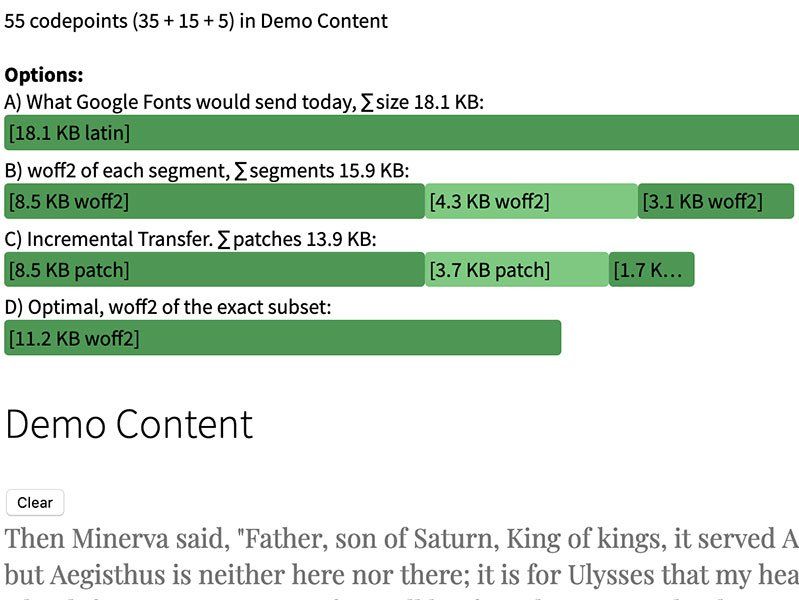 55 codepoints (35 + 15 + 5) in Demo Content
Options:
A) What Google Fonts would send today, ∑size 18.1 KB:
[18.1 KB latin]
B) woff2 of each segment, ∑segments 15.9 KB:
[8.5 KB woff2] [4.3 KB woff2] [3.1 KB woff2]
C) Incremental Transfer. ∑patches 13.9 KB:
[8.5 KB patch] [3.7 KB patch] [1.7 K…
D) Optimal, woff2 of the exact subset:
[11.2 KB woff2]
Demo Content
Clear
Then Minerva said, "Father, son of Saturn, King of kings, it served A
but Aegisthus is neither here nor there; it is for Ulysses that my hea